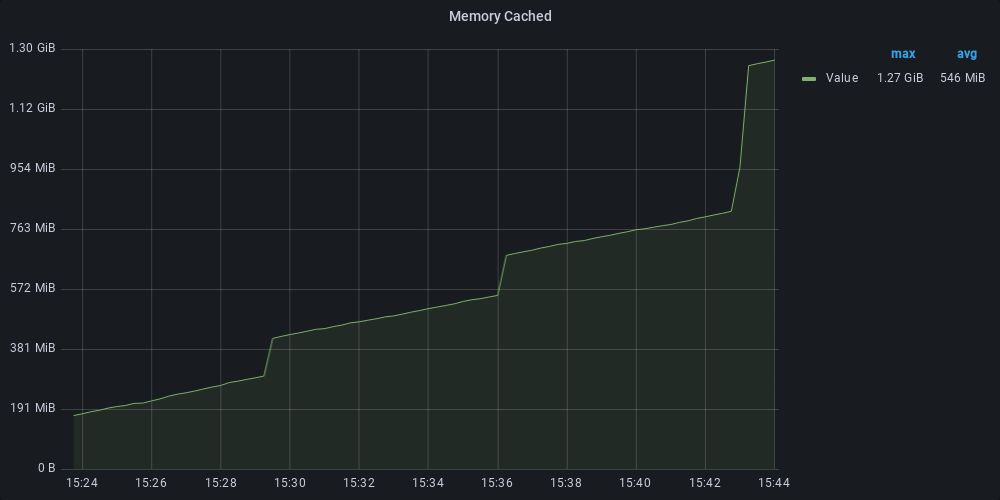 Memory Cached
max avg
Value 1.27 GiB 546 MiB
1.30 GiB
1.12 GiB
954 MiB
763 MiB
572 MiB
381 MiB
191 MiB
0 B
15:24 15:26 15:28 15:30 15:32 15:34 15:36 15:38 15:40 15:42 15:44